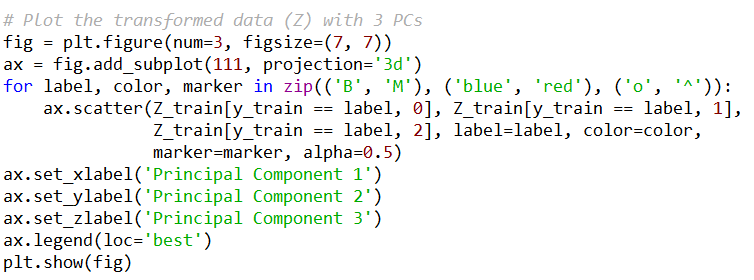 # Plot the transformed data (Z) with 3 PCs
fig = plt.figure(num=3, figsize=(7, 7))
ax = fig.add_subplot(111, projection='3d')
for label, color, marker in zip(('B', 'M'), ('blue', 'red'), ('o', '^')):
    ax.scatter(Z_train[y_train == label, 0], Z_train[y_train == label, 1],
               Z_train[y_train == label, 2], label=label, color=color,
               marker=marker, alpha=0.5)
ax.set_xlabel('Principal Component 1')
ax.set_ylabel('Principal Component 2')
ax.set_zlabel('Principal Component 3')
ax.legend(loc='best')
plt.show(fig)